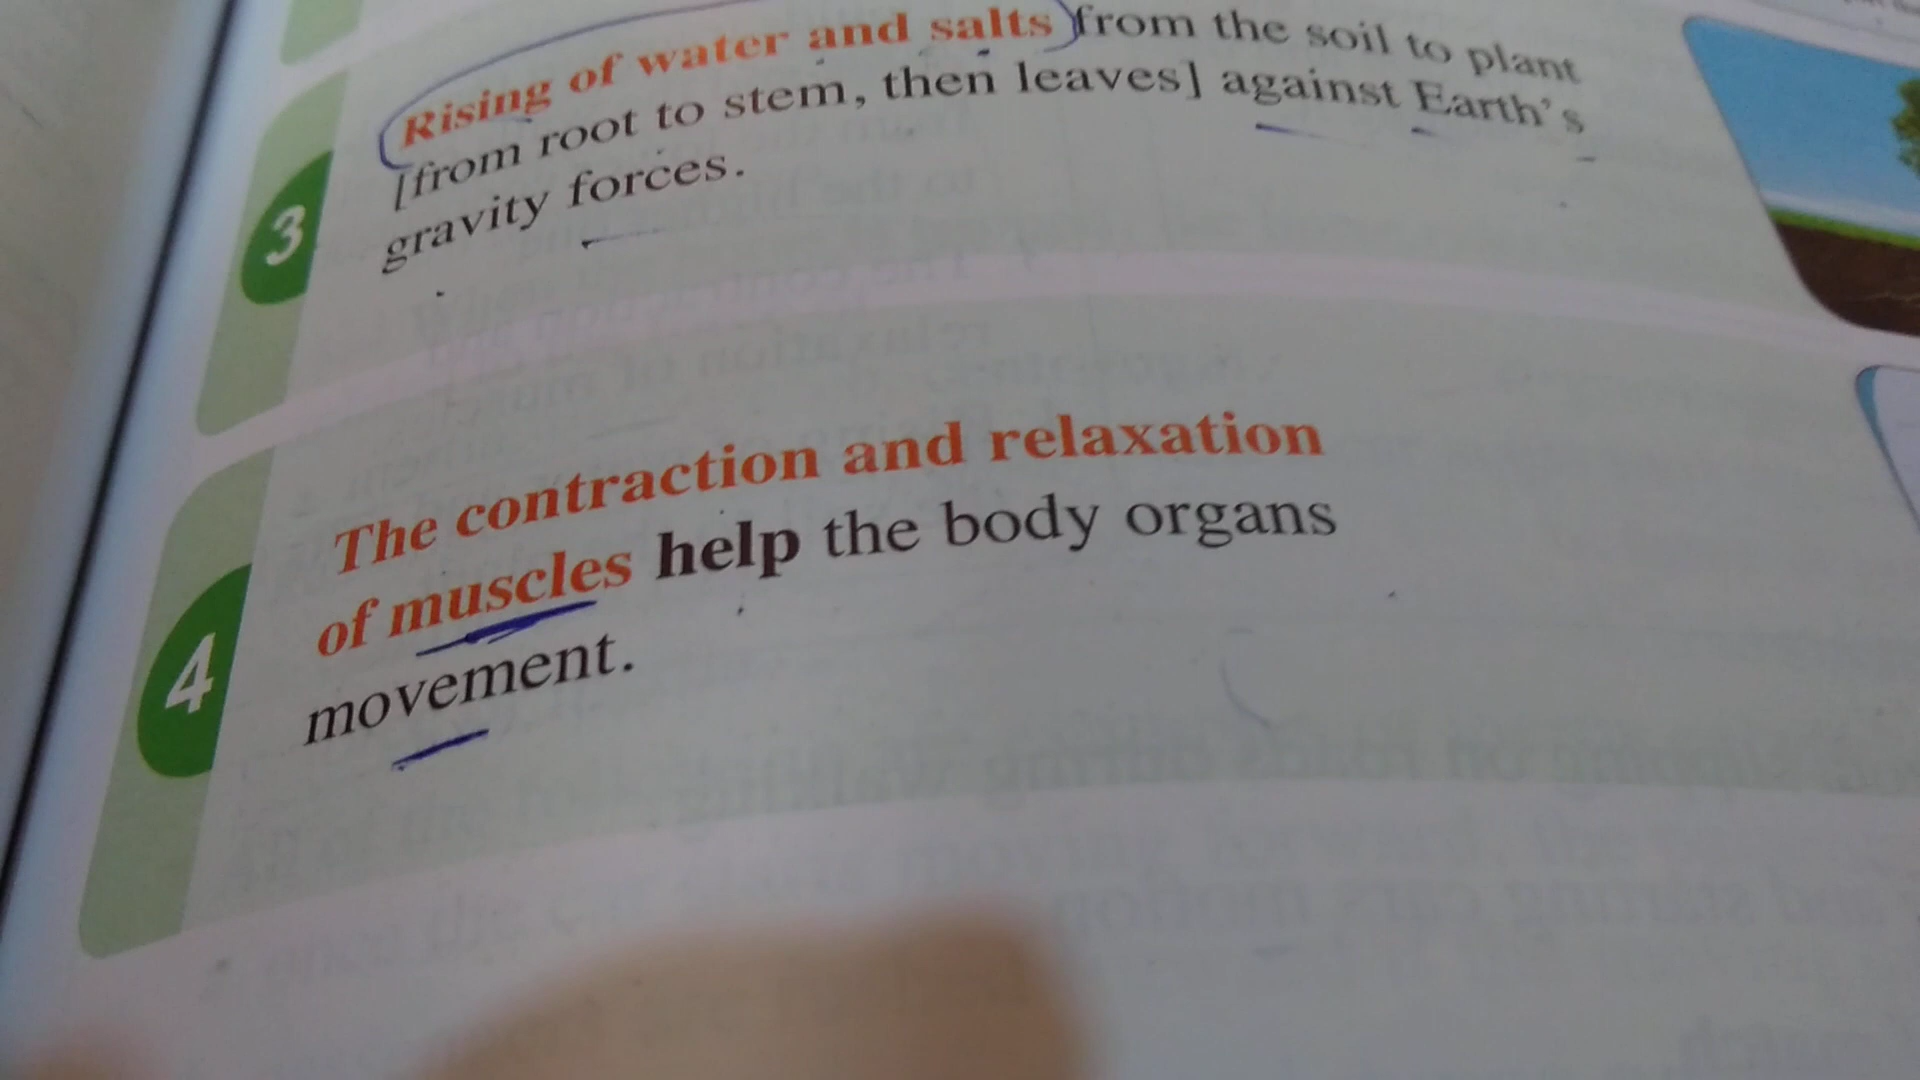 Rising of water and salts from the soil to plant
[from root to stem, then leaves] against Earth's
gravity forces.
3
The contraction and relaxation
of muscles help the body organs
movement.
4